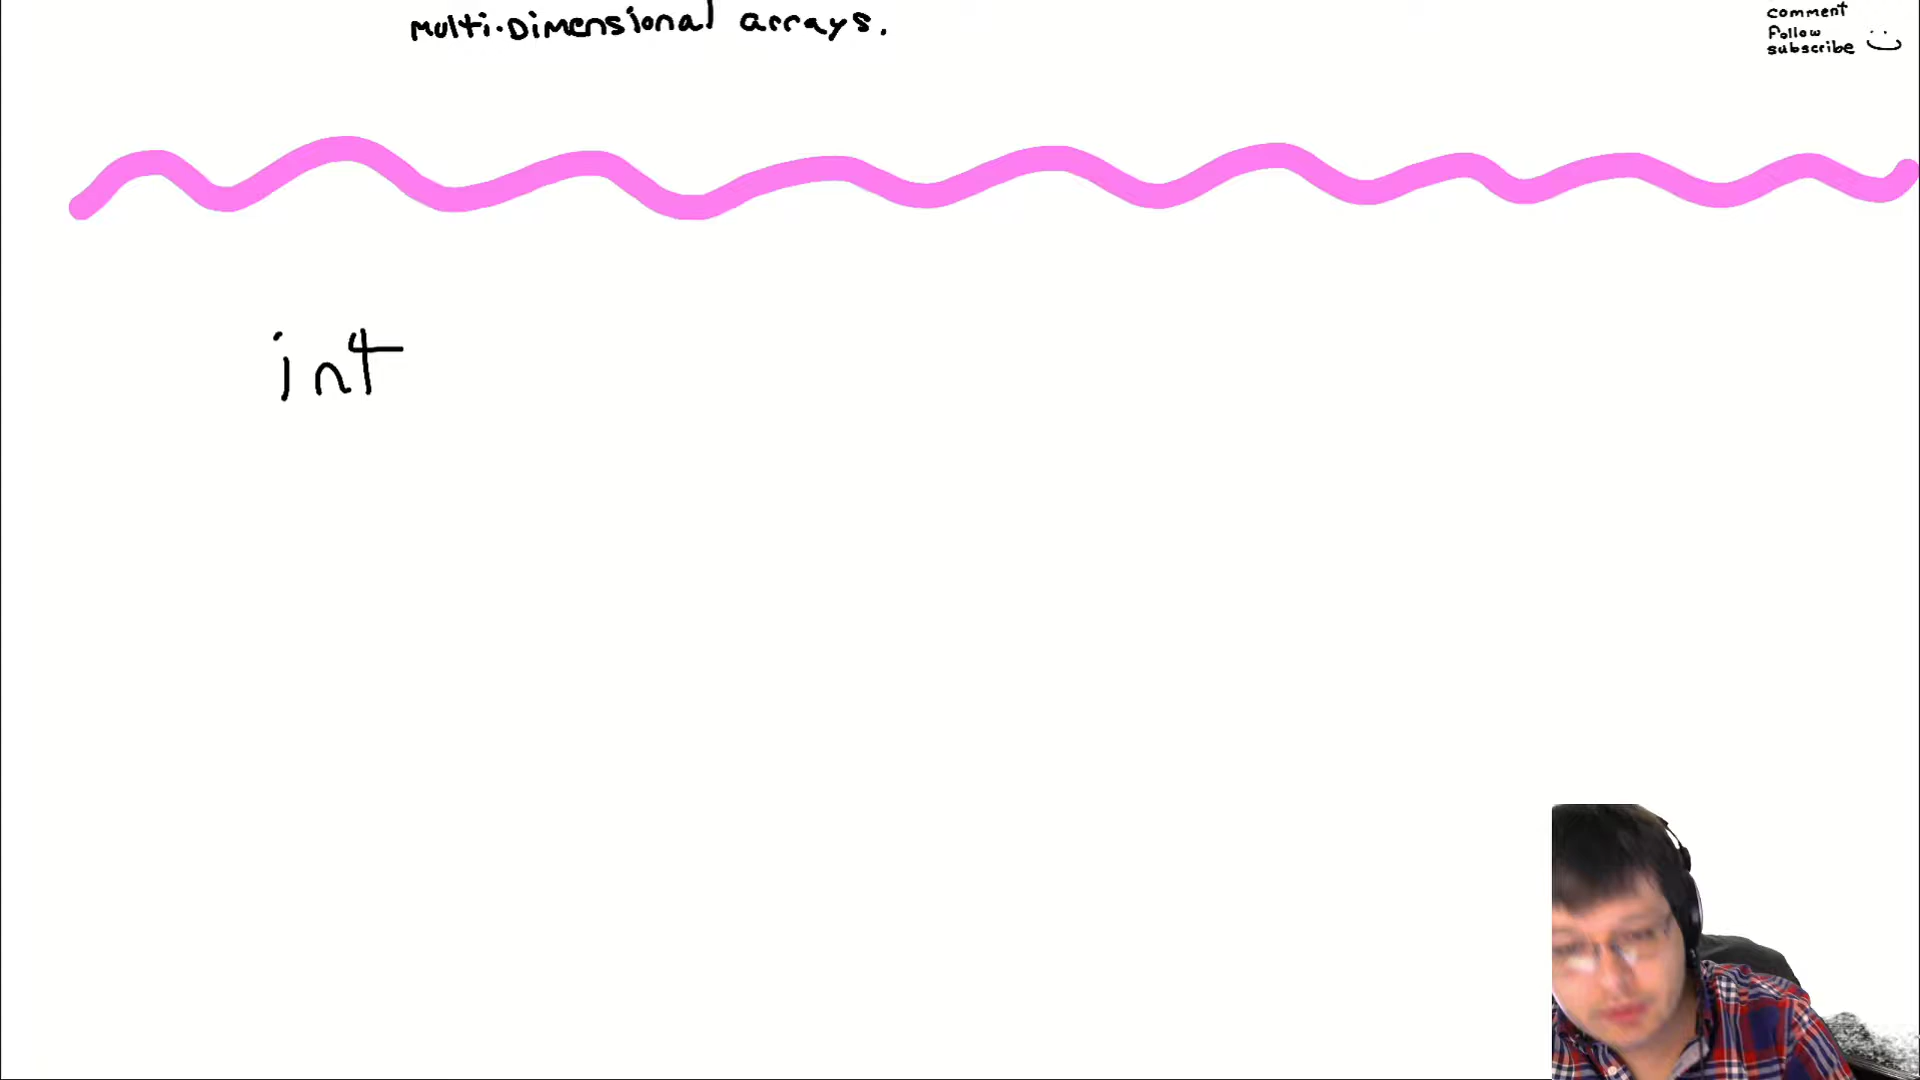 multi-Dimensional arrays.
comment
Follow
subscribe
int